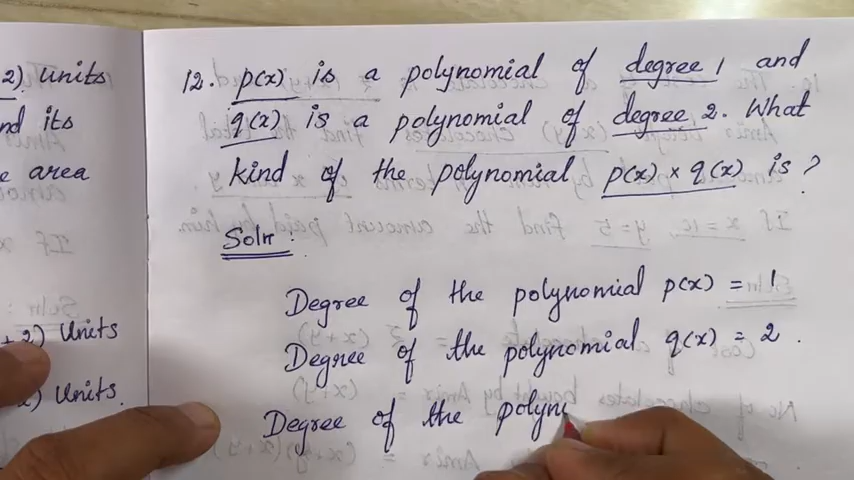 2) units
nd its
e area
+2) Units
) Units.
12. p(x) is a polynomial of degree 1 and
q(x) is a polynomial of degree 2. What
kind of the polynomial p(x) × q(x) is ?
Soln :
Degree of the polynomial p(x) = 1
Degree of the polynomial q(x) = 2 .
Degree of the polyn